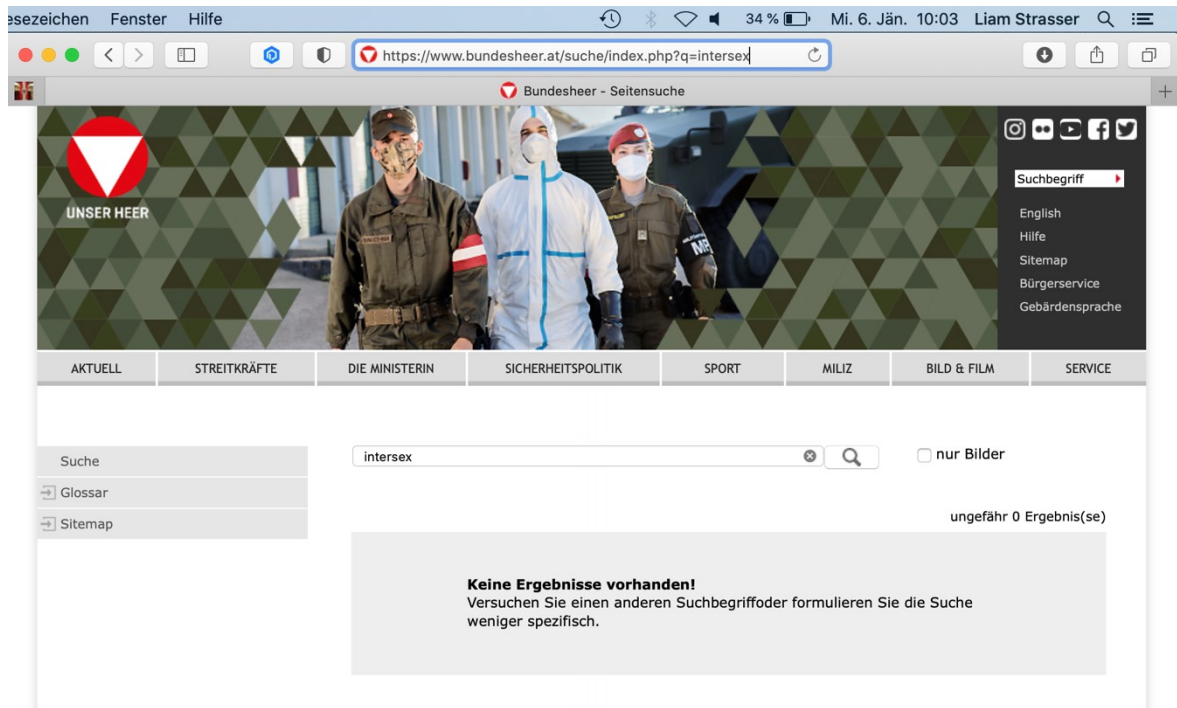 esezeichen Fenster Hilfe 34 % Mi. 6. Jän. 10:03 Liam Strasser
https://www.bundesheer.at/suche/index.php?q=intersex
Bundesheer - Seitensuche
UNSER HEER
MP
Suchbegriff
English
Hilfe
Sitemap
Bürgerservice
Gebärdensprache
AKTUELL STREITKRÄFTE DIE MINISTERIN SICHERHEITSPOLITIK SPORT MILIZ BILD & FILM SERVICE
Suche
Glossar
Sitemap
intersex nur Bilder
ungefähr 0 Ergebnis(se)
Keine Ergebnisse vorhanden!
Versuchen Sie einen anderen Suchbegriffoder formulieren Sie die Suche
weniger spezifisch.